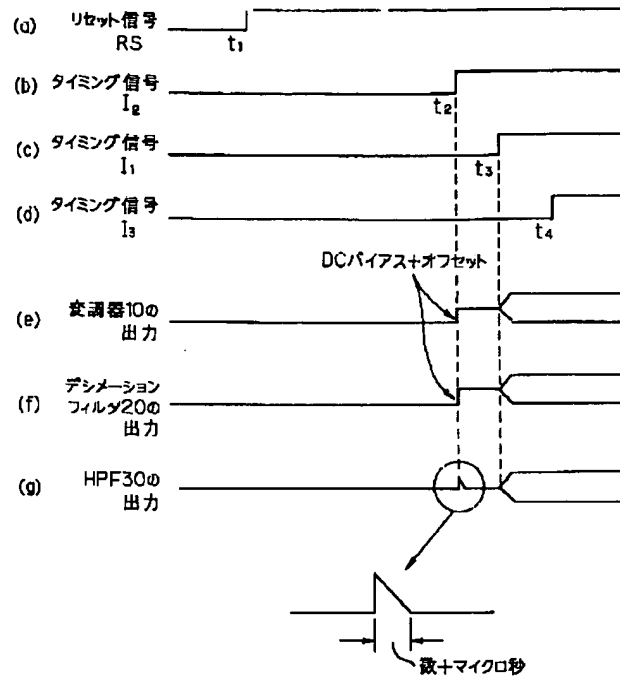 (a) リセット信号
RS
t₁
(b) タイミング信号
I₂
t₂
(c) タイミング信号
I₁
t₃
(d) タイミング信号
I₃
t₄
DCバイアス+オフセット
(e) 変調器10の
出力
(f) デシメーション
フィルタ20の
出力
(g) HPF30の
出力
数十マイクロ秒